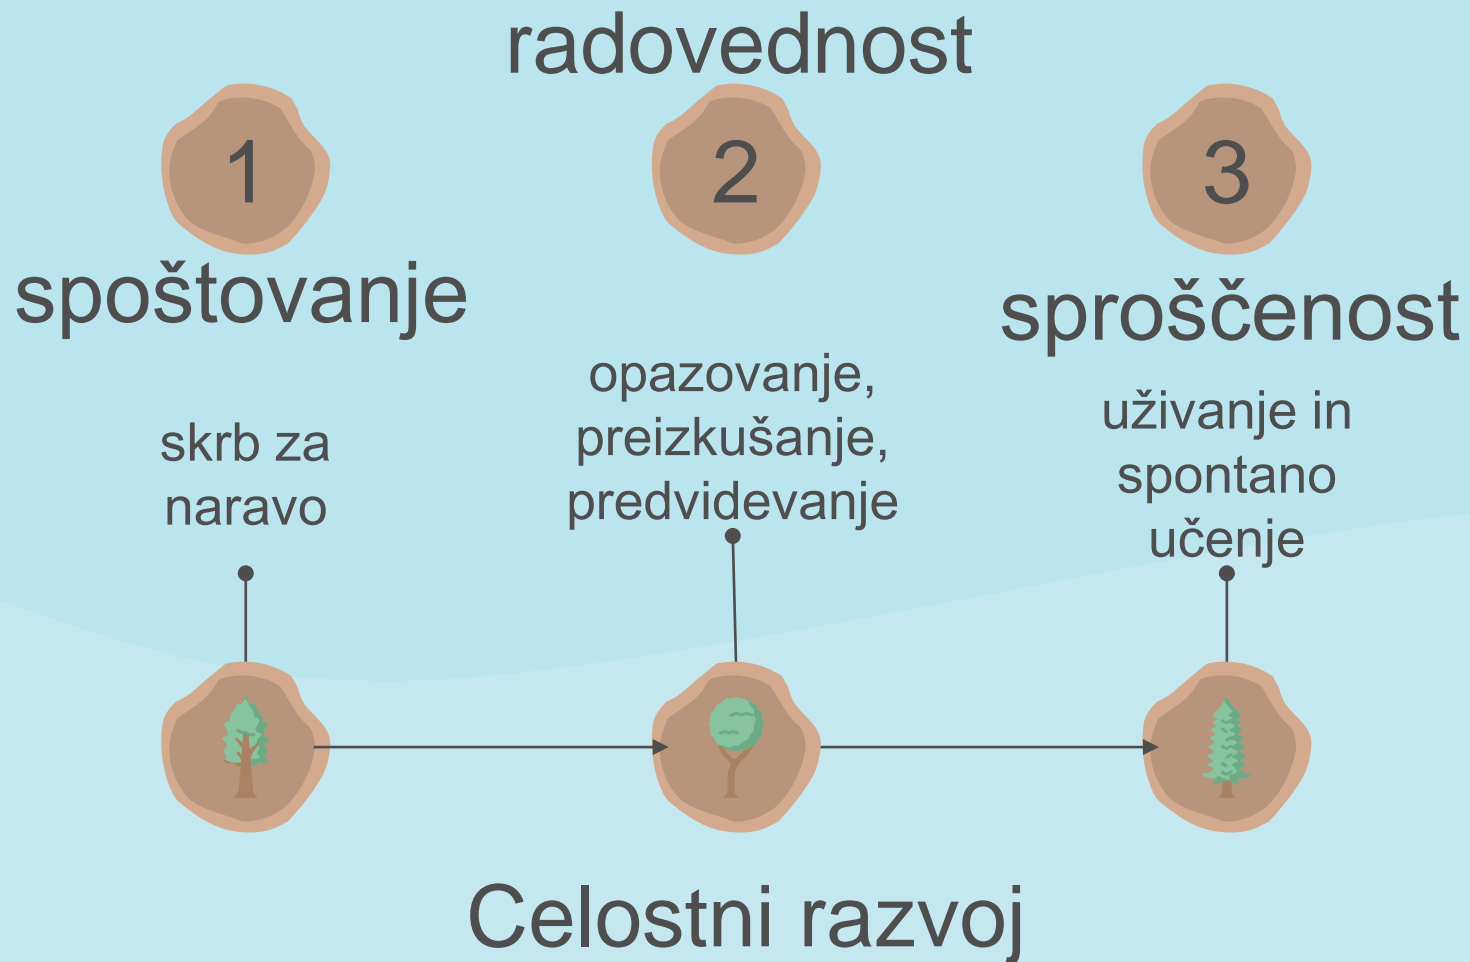 radovednost
1
2
3
spoštovanje
sproščenost
skrb za
naravo
opazovanje,
preizkušanje,
predvidevanje
uživanje in
spontano
učenje
Celostni razvoj